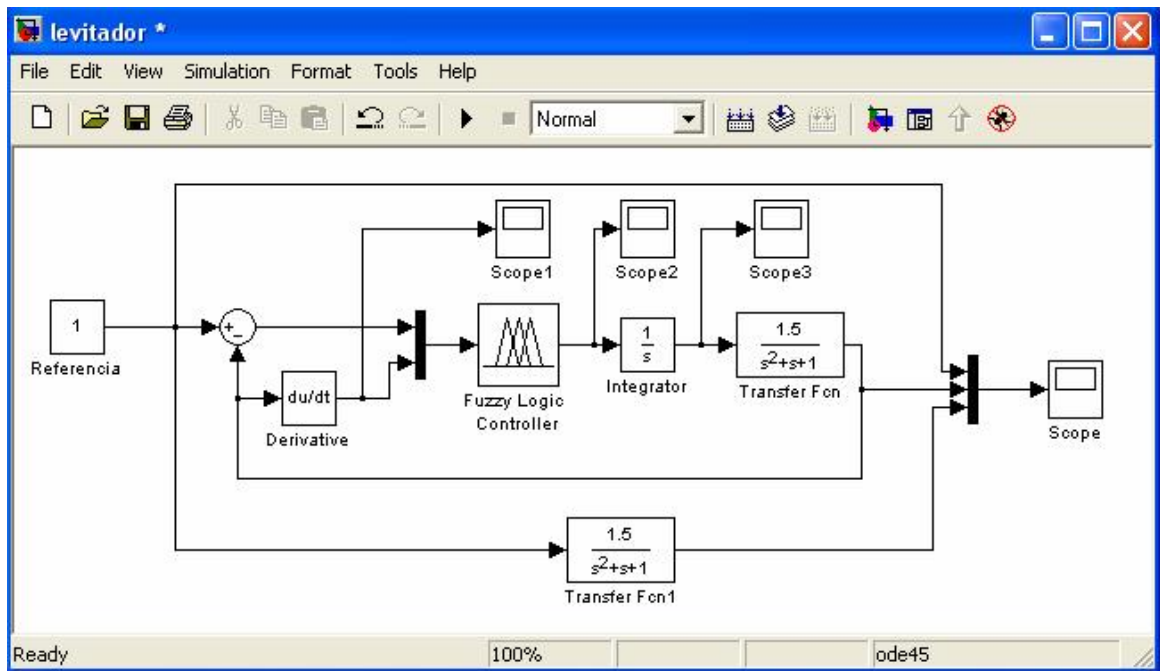 levitador *
File Edit View Simulation Format Tools Help
Normal
Scope1
Scope2
Scope3
1
Referencia
+
-
du/dt
Derivative
Fuzzy Logic
Controller
1
s
Integrator
1.5
s2+s+1
Transfer Fcn
Scope
1.5
s2+s+1
Transfer Fcn1
Ready 100% ode45